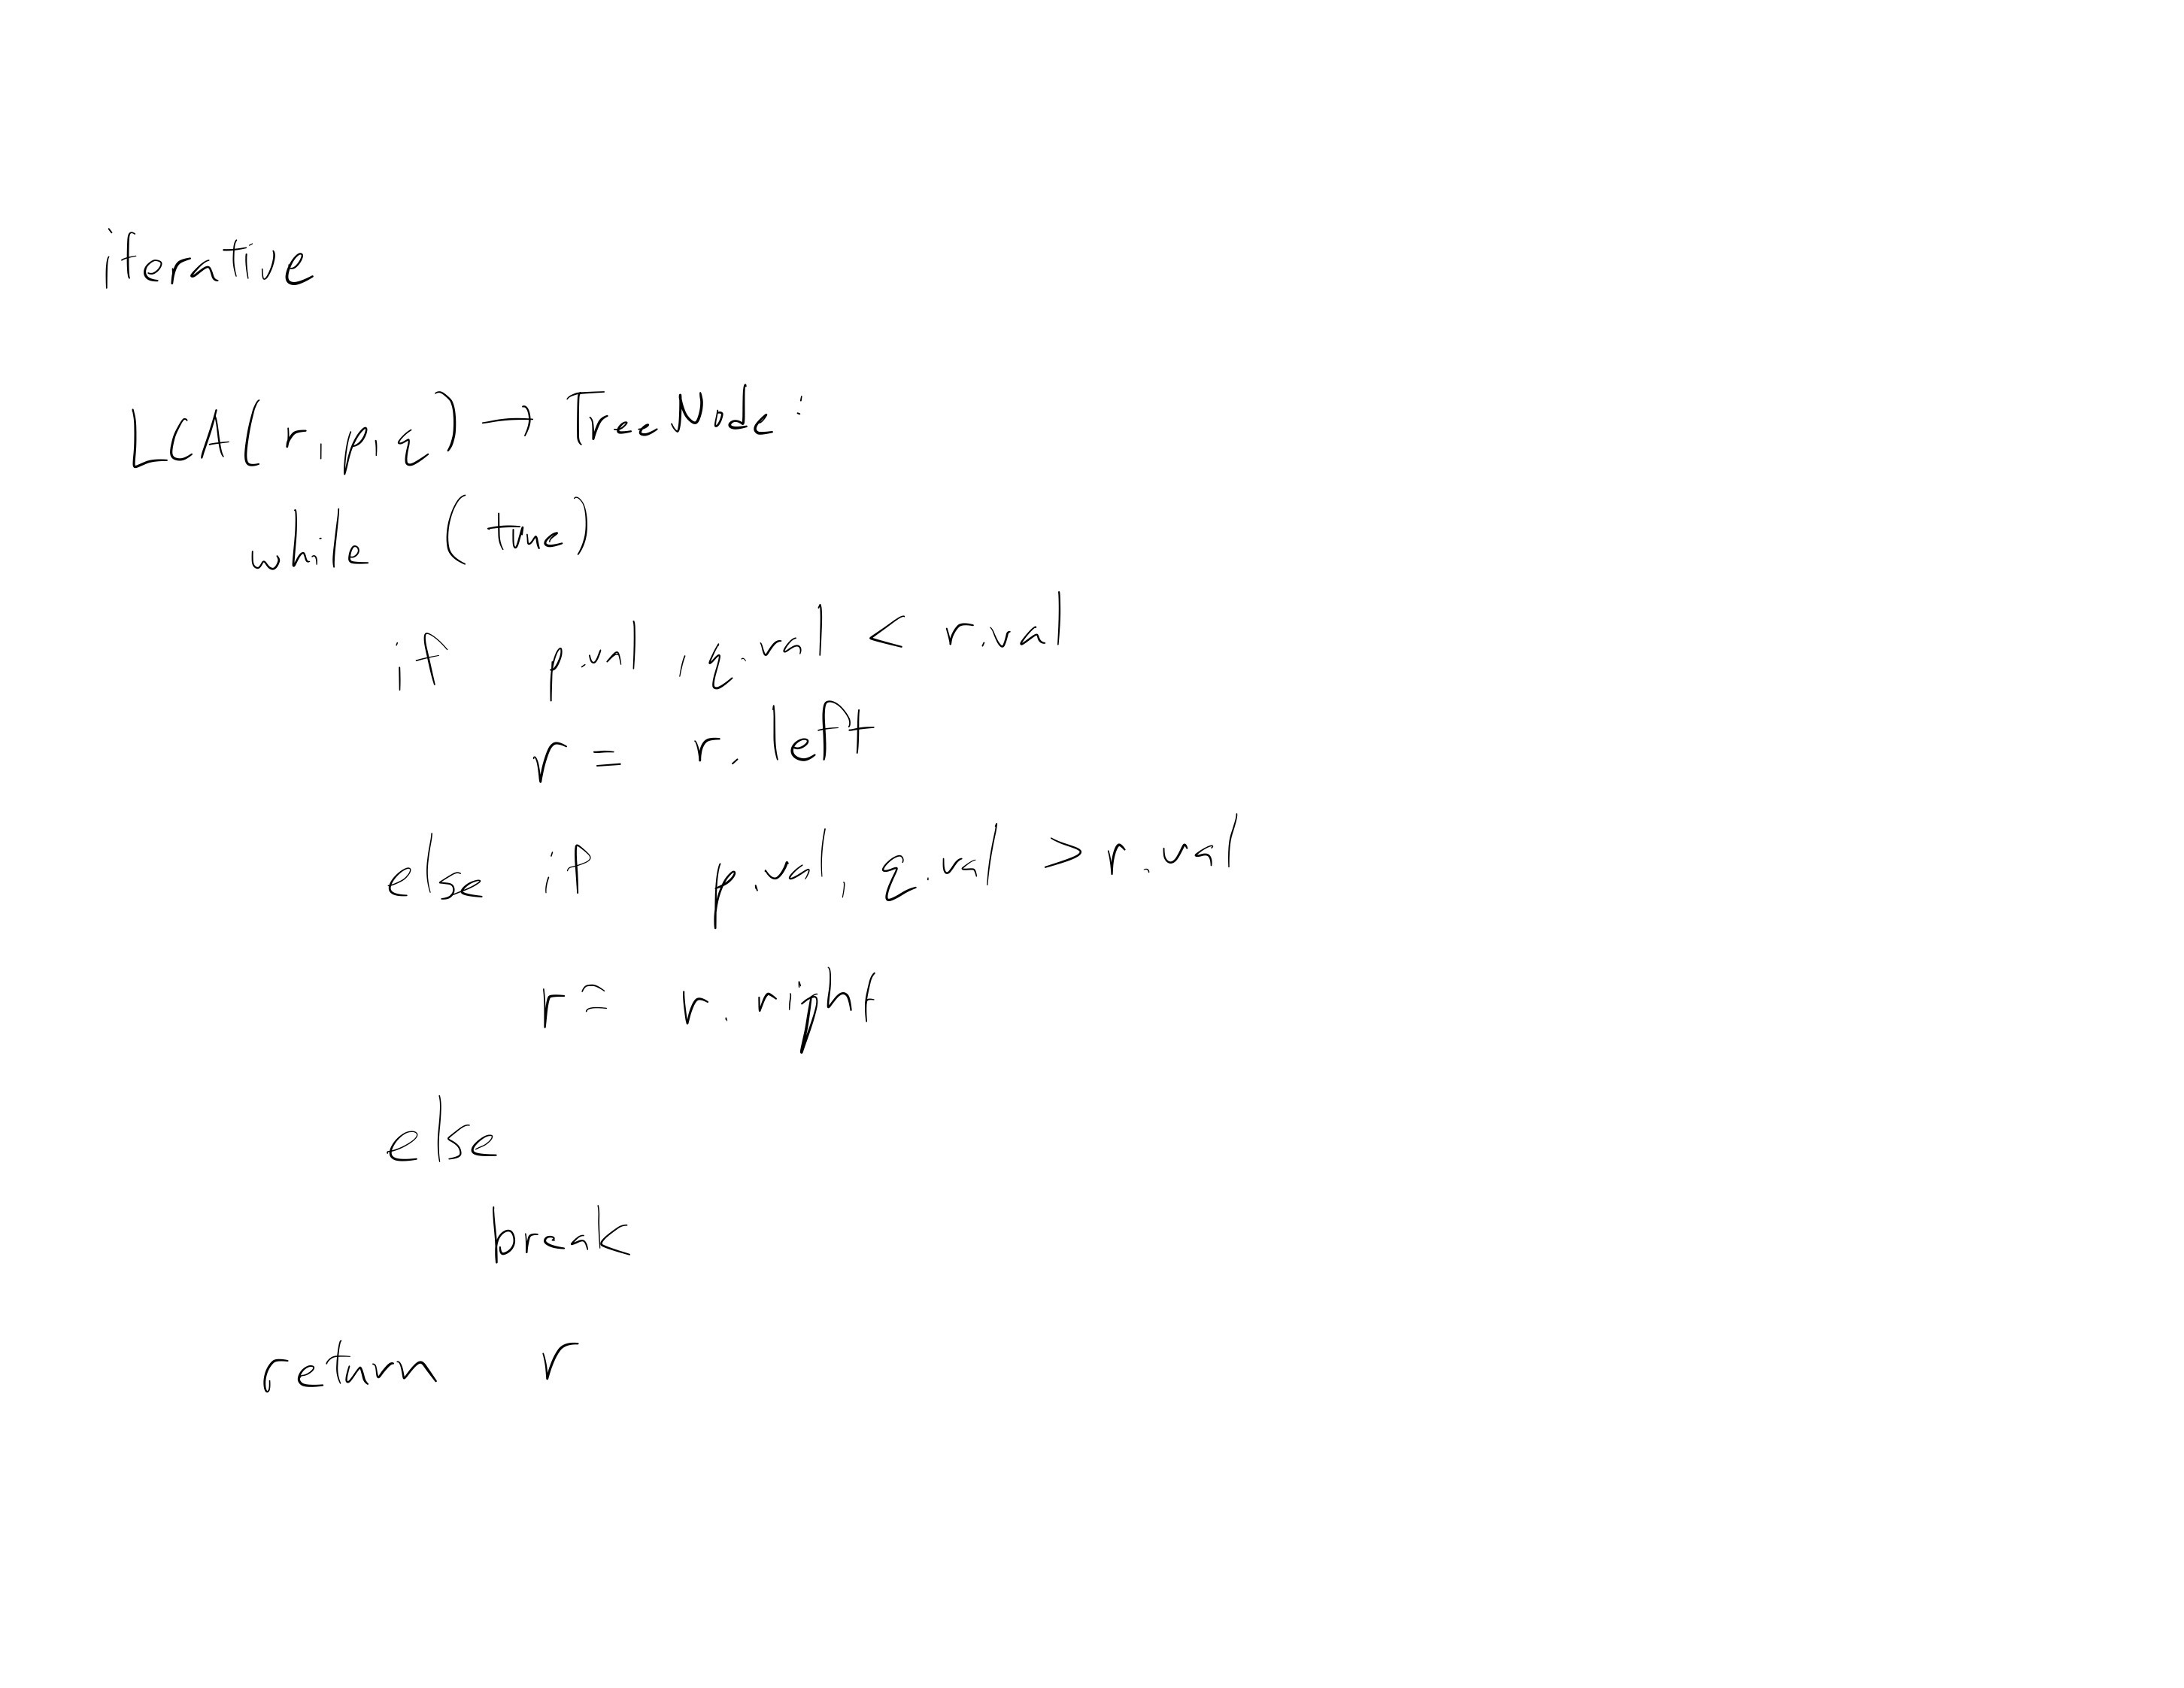 iterative
LCA(r, p, q) → TreeNode:
while (true)
if p.val, q.val < r.val
r = r.left
else if p.val, q.val > r.val
r = r.right
else
break
return r